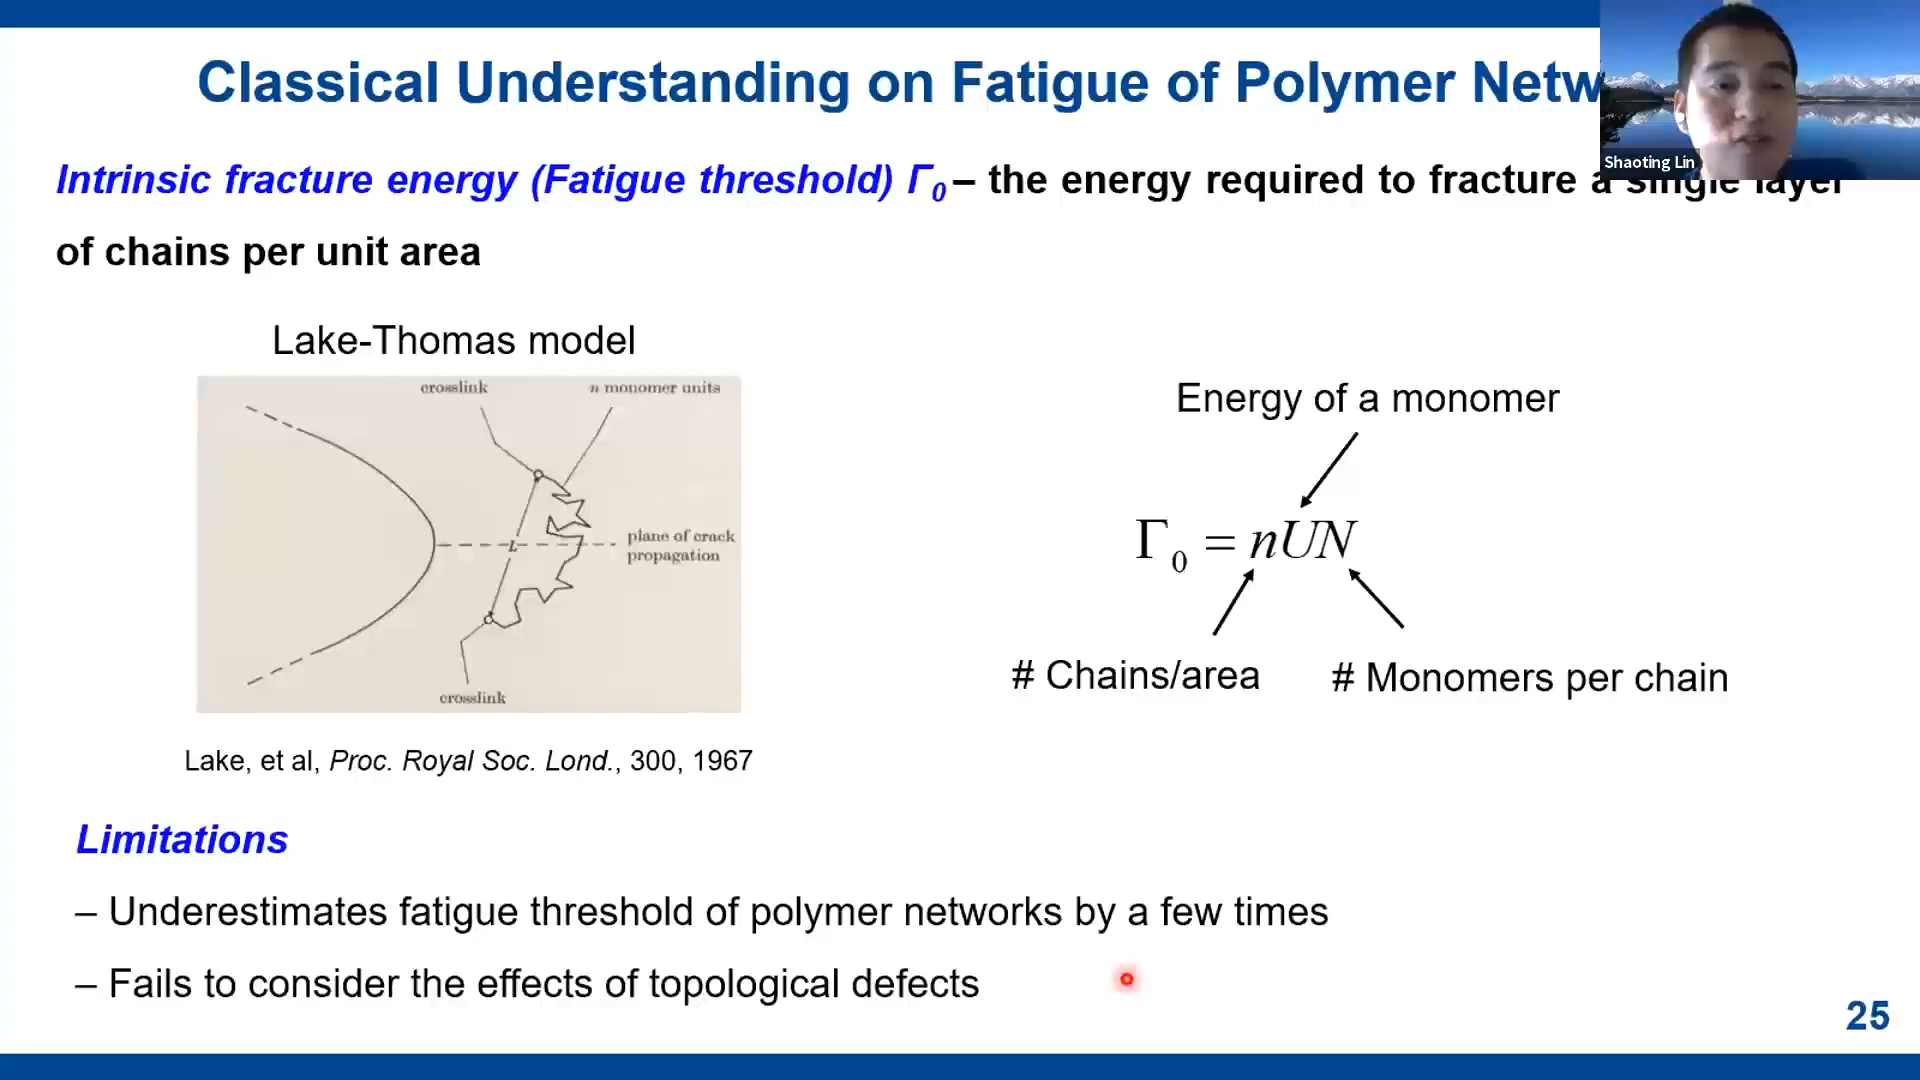 Classical Understanding on Fatigue of Polymer Netw
Shaoting Lin
Intrinsic fracture energy (Fatigue threshold) Γ0 – the energy required to fracture a single layer
of chains per unit area
Lake-Thomas model
crosslink
n monomer units
L
plane of crack
propagation
crosslink
Lake, et al, Proc. Royal Soc. Lond., 300, 1967
Energy of a monomer
Γ0 = nUN
# Chains/area
# Monomers per chain
Limitations
– Underestimates fatigue threshold of polymer networks by a few times
– Fails to consider the effects of topological defects
25